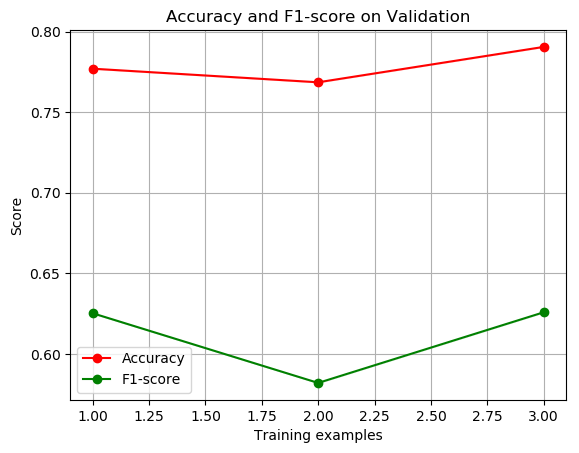 Accuracy and F1-score on Validation
0.80
0.75
0.70
0.65
0.60
Score
Accuracy
F1-score
1.00 1.25 1.50 1.75 2.00 2.25 2.50 2.75 3.00
Training examples